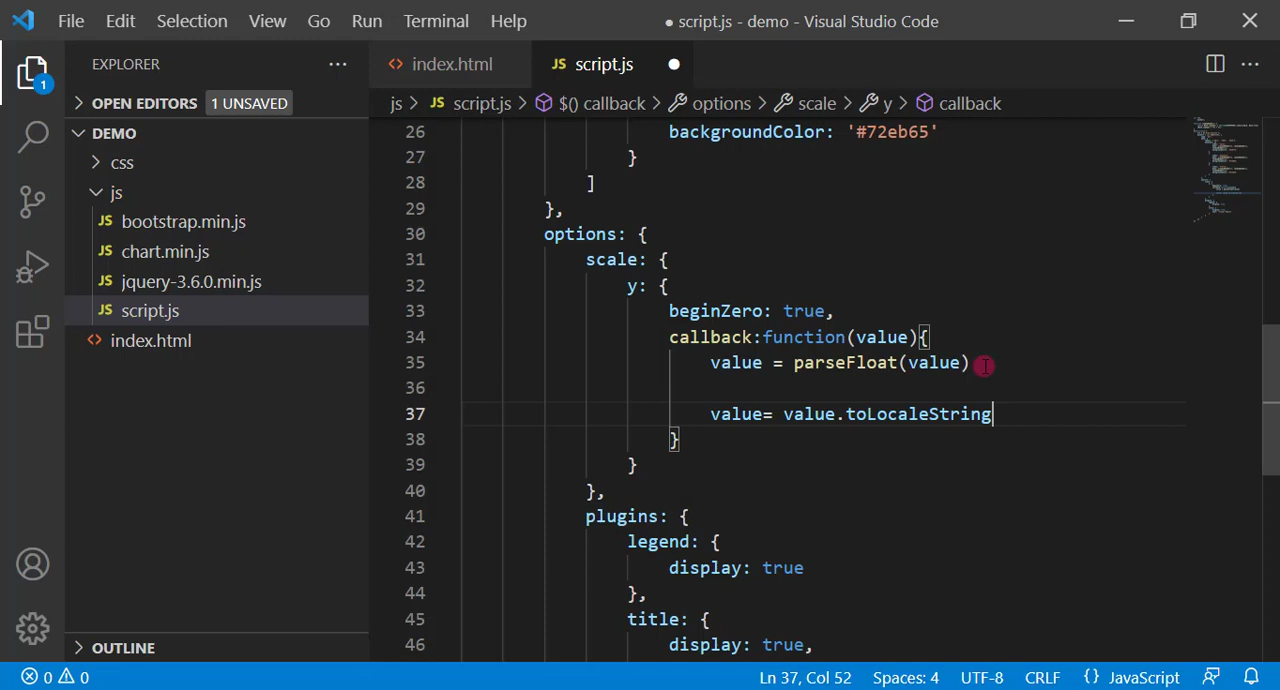 File Edit Selection View Go Run Terminal Help ● script.js - demo - Visual Studio Code
EXPLORER ···
OPEN EDITORS 1 UNSAVED
DEMO
css
js
JS bootstrap.min.js
JS chart.min.js
JS jquery-3.6.0.min.js
JS script.js
<> index.html
OUTLINE
1
<> index.html JS script.js ● ···
js > JS script.js > $() callback > options > scale > y > callback
26 backgroundColor: '#72eb65'
27 }
28 ]
29 },
30 options: {
31 scale: {
32 y: {
33 beginZero: true,
34 callback:function(value){
35 value = parseFloat(value)
36
37 value= value.toLocaleString
38 }
39 }
40 },
41 plugins: {
42 legend: {
43 display: true
44 },
45 title: {
46 display: true,
0 0 Ln 37, Col 52 Spaces: 4 UTF-8 CRLF {} JavaScript